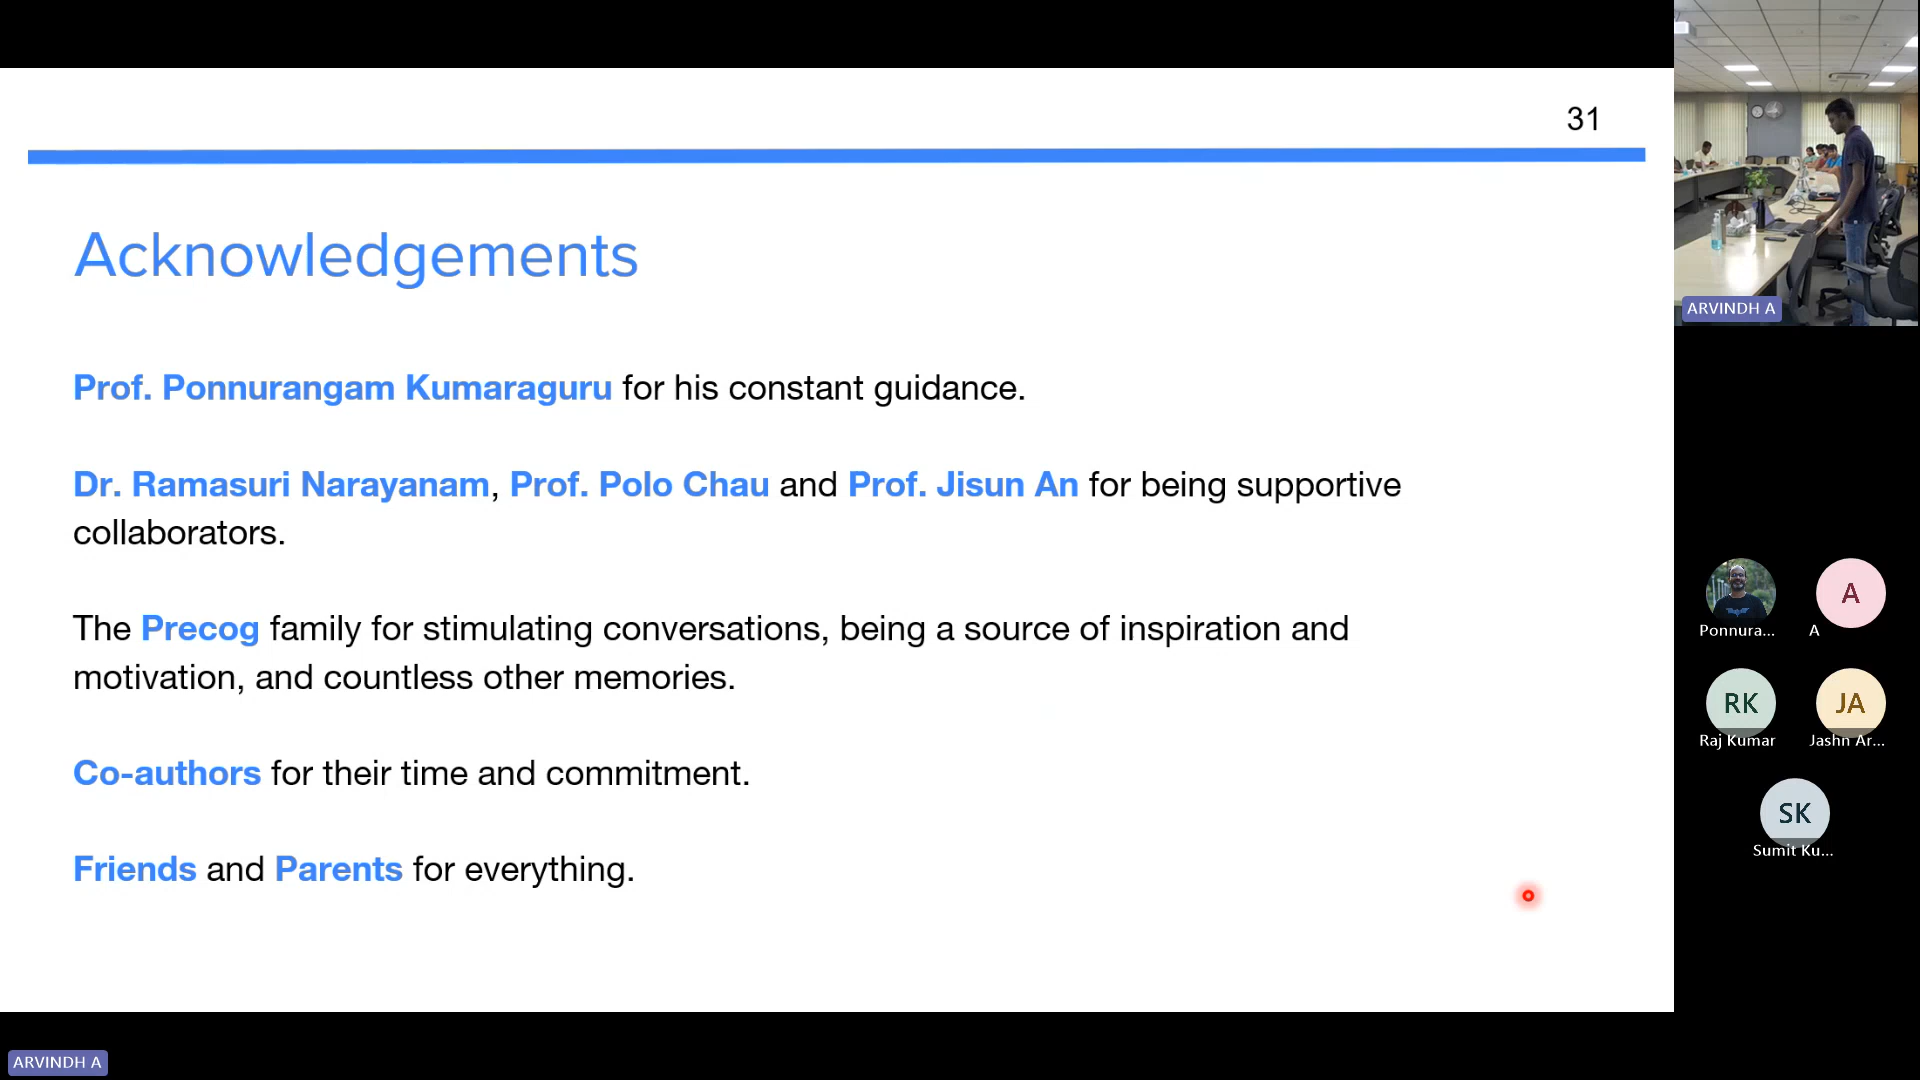 31
Acknowledgements
Prof. Ponnurangam Kumaraguru for his constant guidance.
Dr. Ramasuri Narayanam, Prof. Polo Chau and Prof. Jisun An for being supportive
collaborators.
The Precog family for stimulating conversations, being a source of inspiration and
motivation, and countless other memories.
Co-authors for their time and commitment.
Friends and Parents for everything.
ARVINDH A
ARVINDH A
Ponnura...
A
A
RK
Raj Kumar
JA
Jashn Ar...
SK
Sumit Ku...